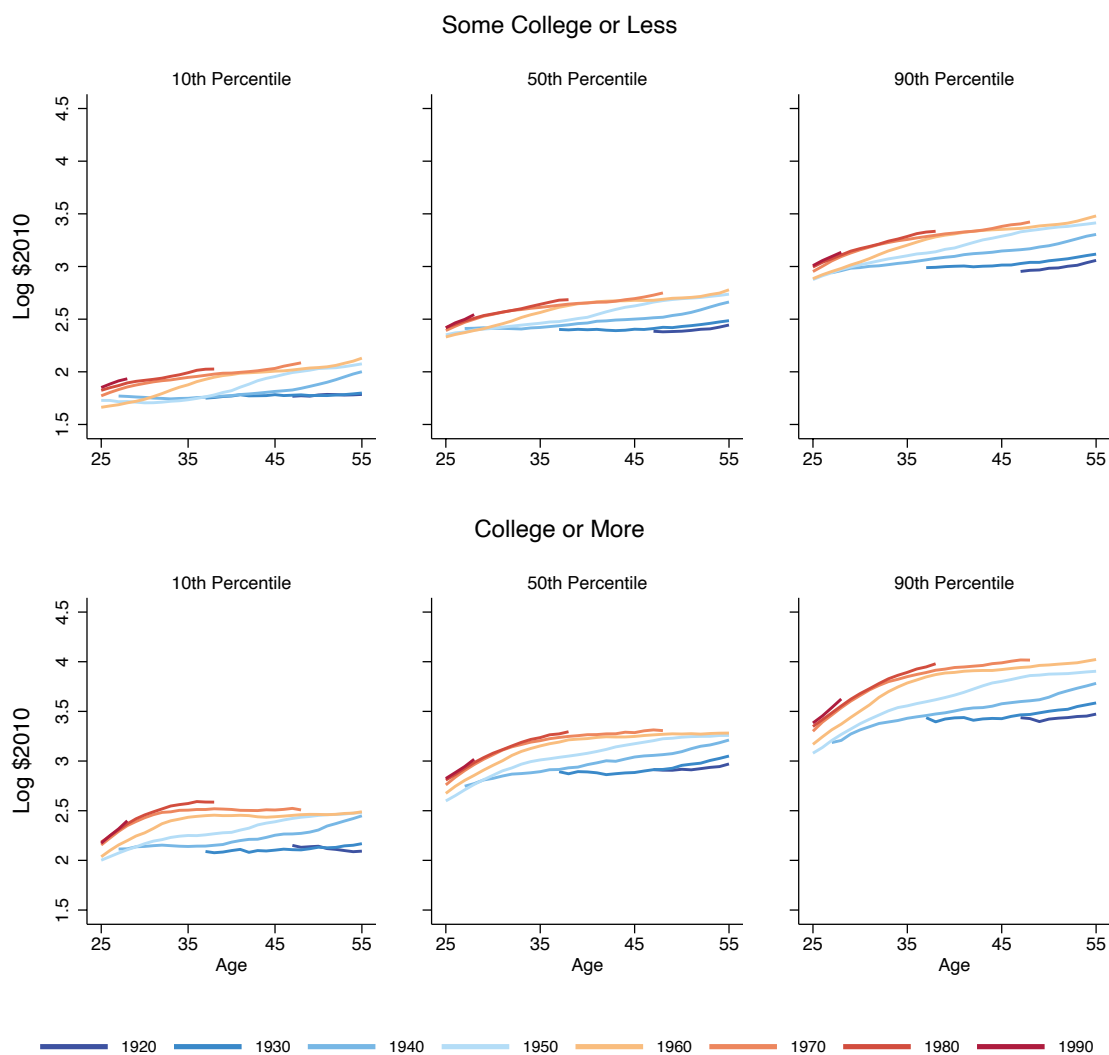 Some College or Less
10th Percentile 50th Percentile 90th Percentile
Log $2010
4.5
4
3.5
3
2.5
2
1.5
25 35 45 55 25 35 45 55 25 35 45 55
College or More
10th Percentile 50th Percentile 90th Percentile
Log $2010
4.5
4
3.5
3
2.5
2
1.5
25 35 45 55 25 35 45 55 25 35 45 55
Age Age Age
1920 1930 1940 1950 1960 1970 1980 1990